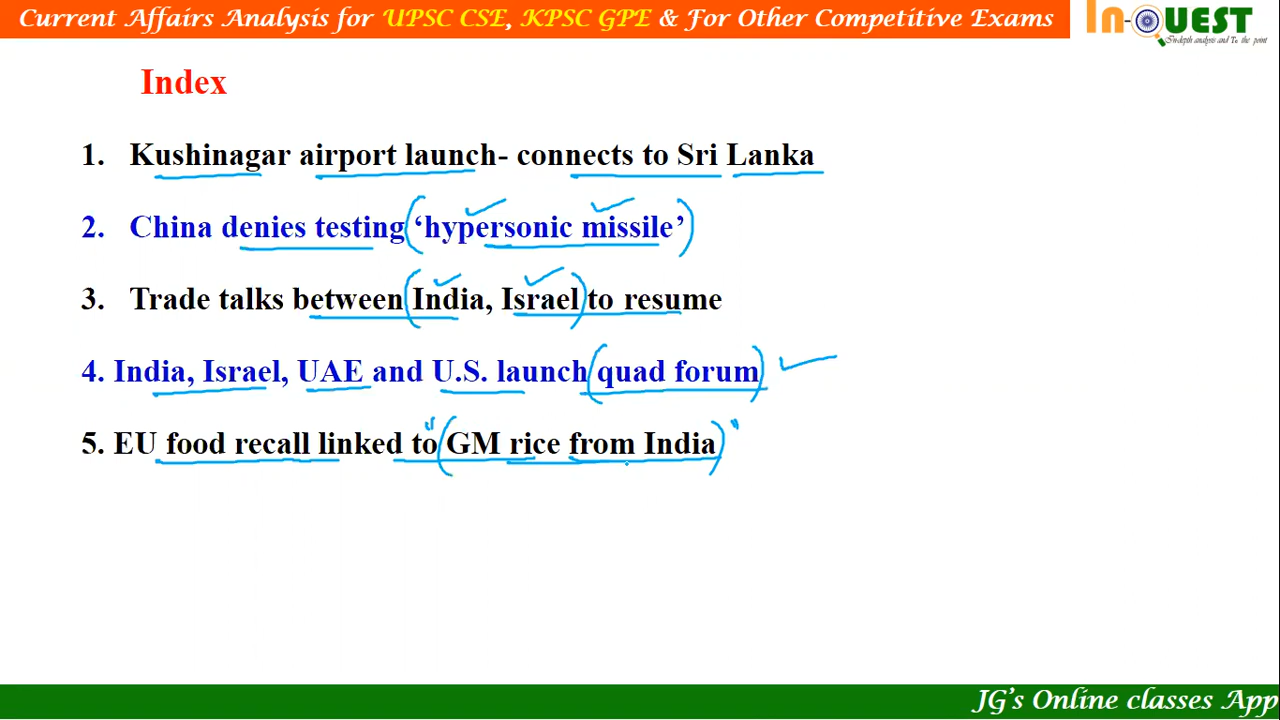 Current Affairs Analysis for UPSC CSE, KPSC GPE & For Other Competitive Exams
In-QUEST
In-depth analysis and To the point
Index
1. Kushinagar airport launch- connects to Sri Lanka
2. China denies testing ‘hypersonic missile’
3. Trade talks between India, Israel to resume
4. India, Israel, UAE and U.S. launch quad forum
5. EU food recall linked to "GM rice from India"
JG's Online classes App